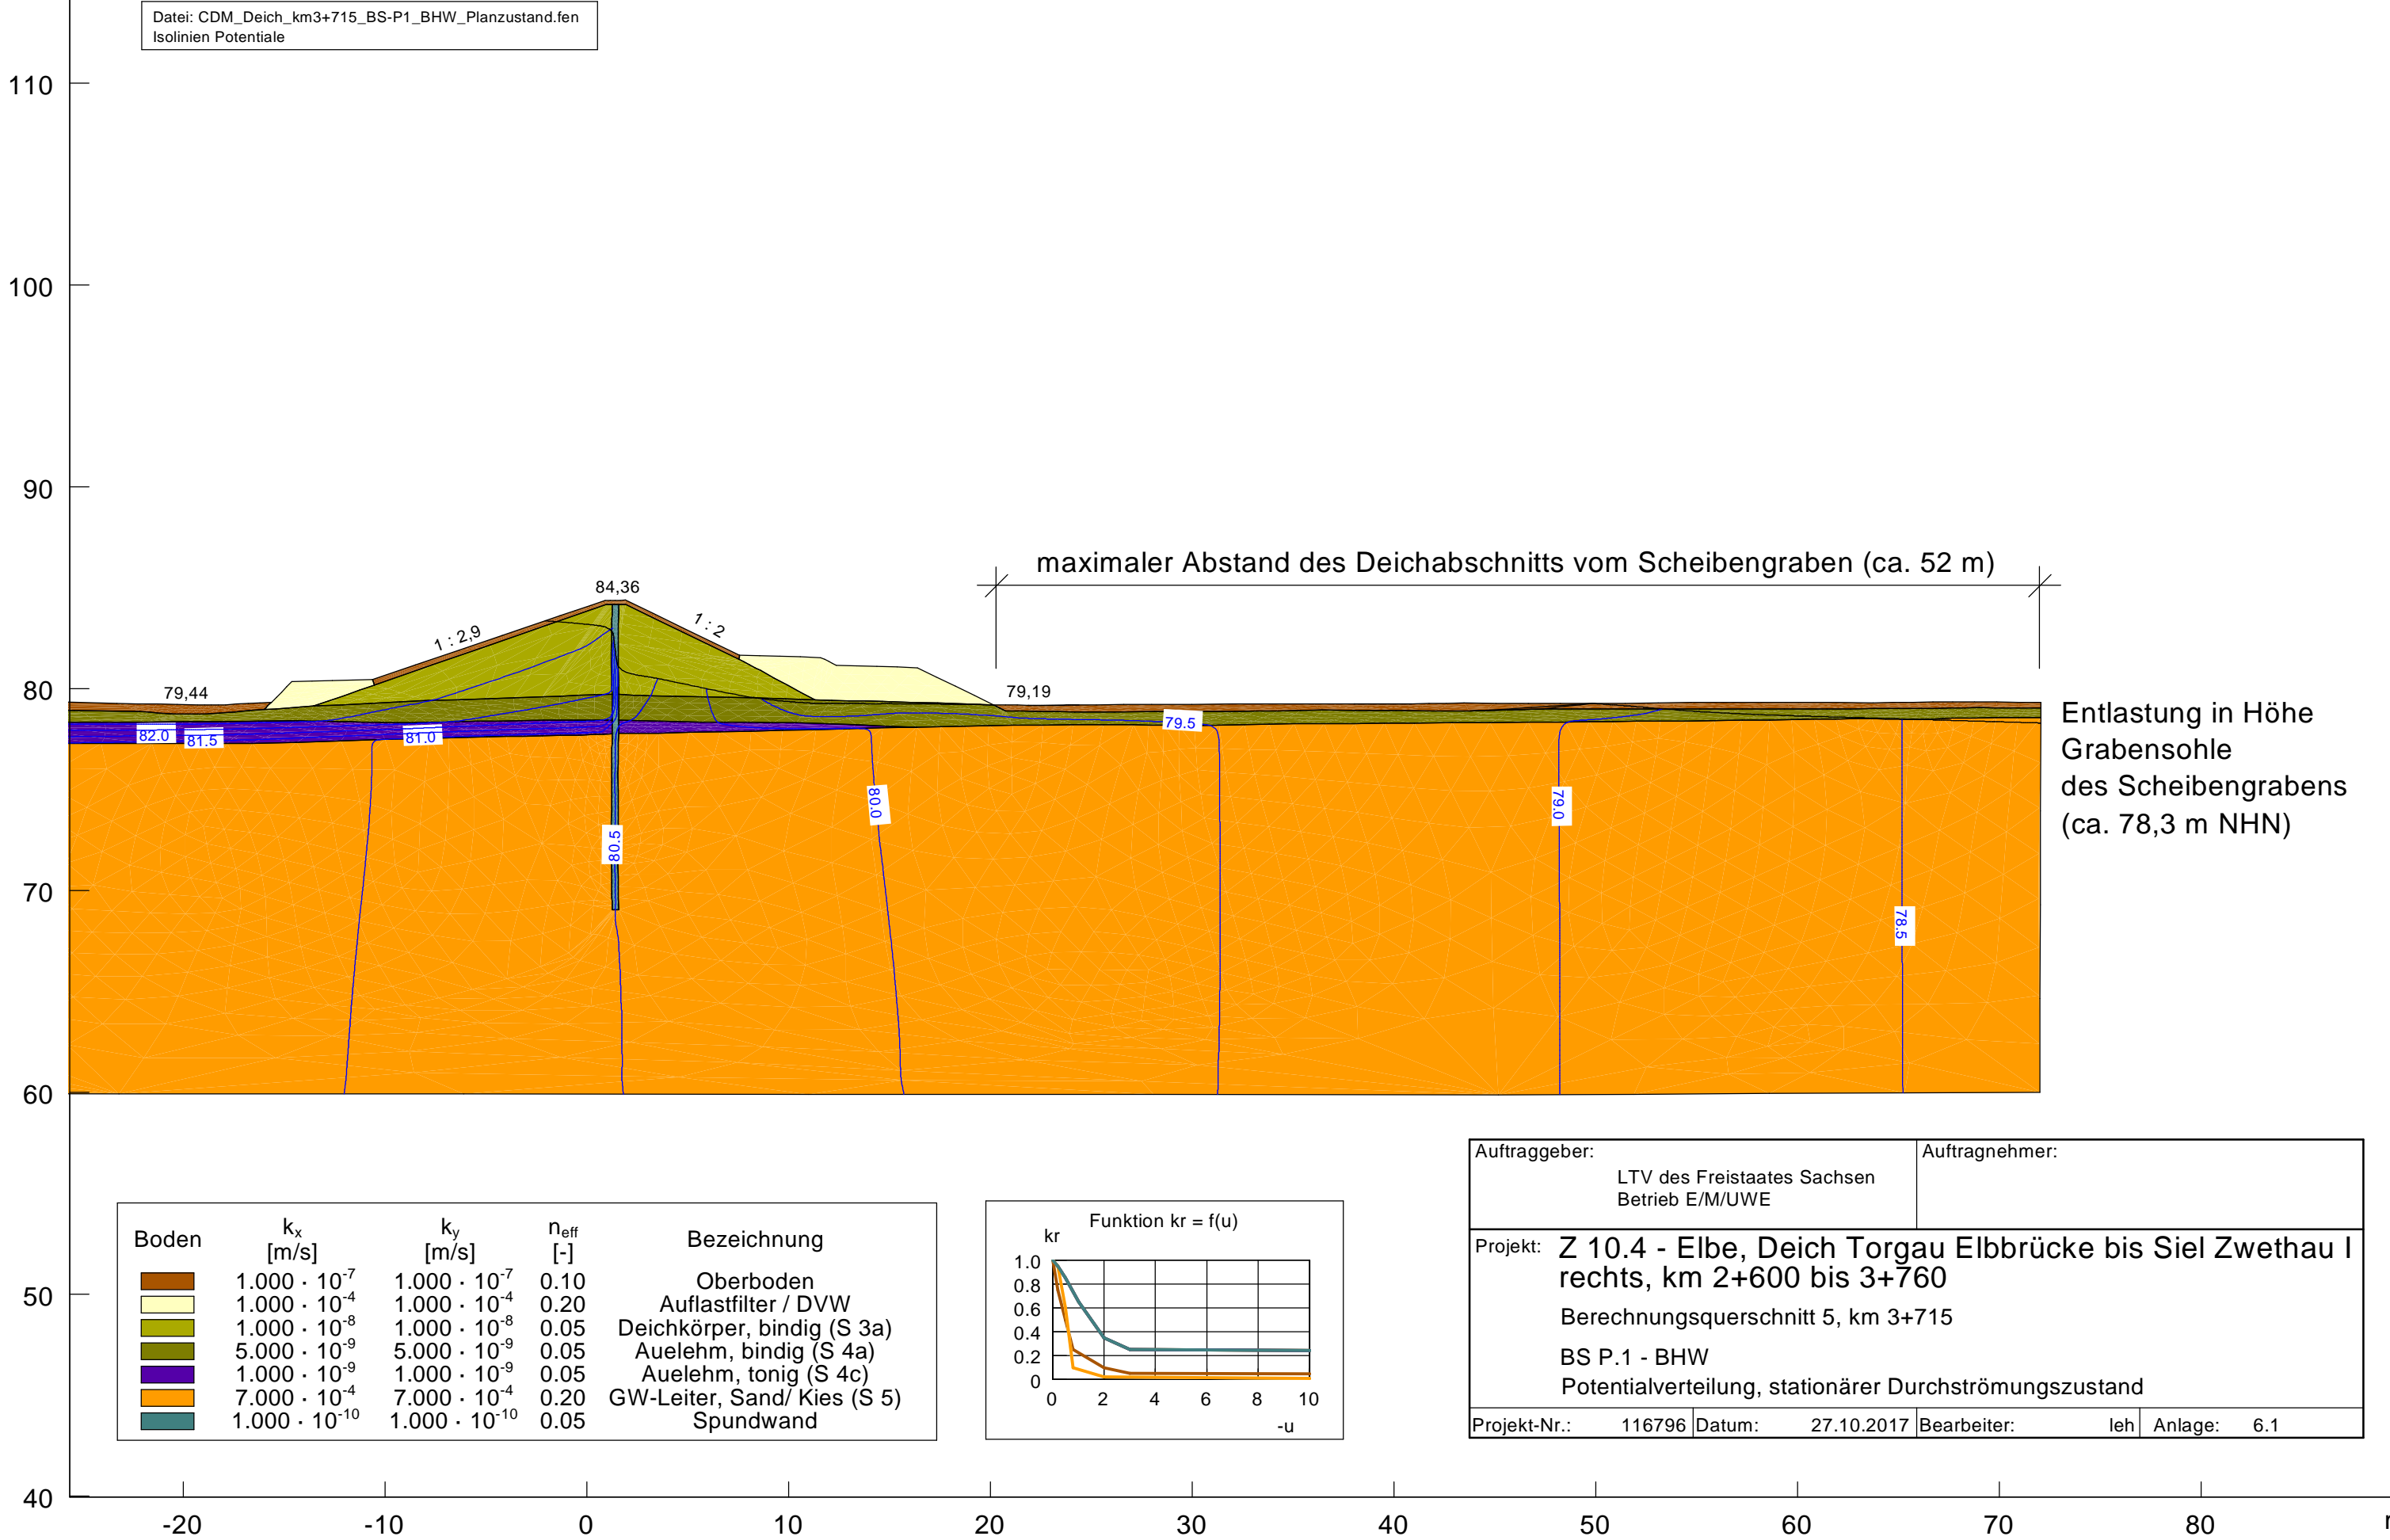 Datei: CDM_Deich_km3+715_BS-P1_BHW_Planzustand.fen
Isolinien Potentiale
110
100
90
80
70
60
50
40
maximaler Abstand des Deichabschnitts vom Scheibengraben (ca. 52 m)
84,36
1 : 2,9
1 : 2
79,44
79,19
82.0
81.5
81.0
80.5
80.0
79.5
79.0
78.5
Entlastung in Höhe
Grabensohle
des Scheibengrabens
(ca. 78,3 m NHN)
Boden kx [m/s] ky [m/s] neff [-] Bezeichnung
1.000 · 10-7 1.000 · 10-7 0.10 Oberboden
1.000 · 10-4 1.000 · 10-4 0.20 Auflastfilter / DVW
1.000 · 10-8 1.000 · 10-8 0.05 Deichkörper, bindig (S 3a)
5.000 · 10-9 5.000 · 10-9 0.05 Auelehm, bindig (S 4a)
1.000 · 10-9 1.000 · 10-9 0.05 Auelehm, tonig (S 4c)
7.000 · 10-4 7.000 · 10-4 0.20 GW-Leiter, Sand/ Kies (S 5)
1.000 · 10-10 1.000 · 10-10 0.05 Spundwand
Funktion kr = f(u)
kr
1.0
0.8
0.6
0.4
0.2
0
0 2 4 6 8 10
-u
Auftraggeber:
LTV des Freistaates Sachsen
Betrieb E/M/UWE
Auftragnehmer:
Projekt: Z 10.4 - Elbe, Deich Torgau Elbbrücke bis Siel Zwethau I
rechts, km 2+600 bis 3+760
Berechnungsquerschnitt 5, km 3+715
BS P.1 - BHW
Potentialverteilung, stationärer Durchströmungszustand
Projekt-Nr.: 116796 Datum: 27.10.2017 Bearbeiter: leh Anlage: 6.1
-20 -10 0 10 20 30 40 50 60 70 80